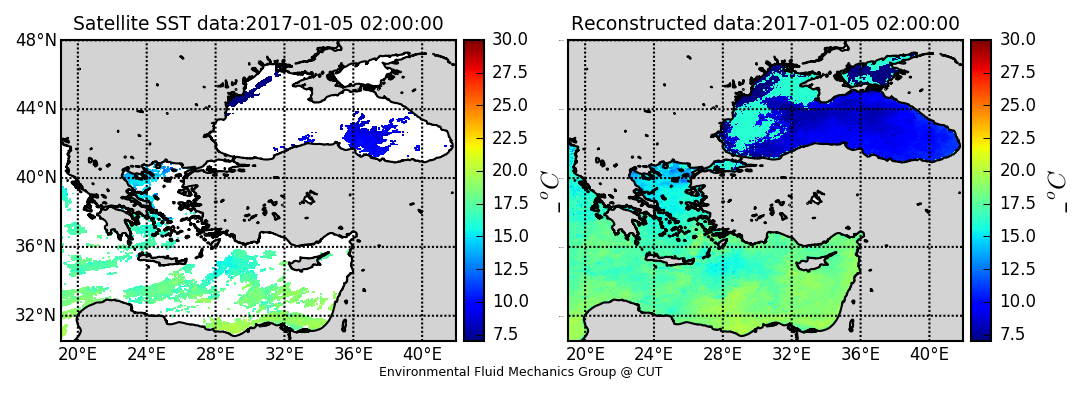 Satellite SST data:2017-01-05 02:00:00
Reconstructed data:2017-01-05 02:00:00
48°N
44°N
40°N
36°N
32°N
20°E 24°E 28°E 32°E 36°E 40°E
30.0
27.5
25.0
22.5
20.0
17.5
15.0
12.5
10.0
7.5
°C
20°E 24°E 28°E 32°E 36°E 40°E
30.0
27.5
25.0
22.5
20.0
17.5
15.0
12.5
10.0
7.5
°C
Environmental Fluid Mechanics Group @ CUT